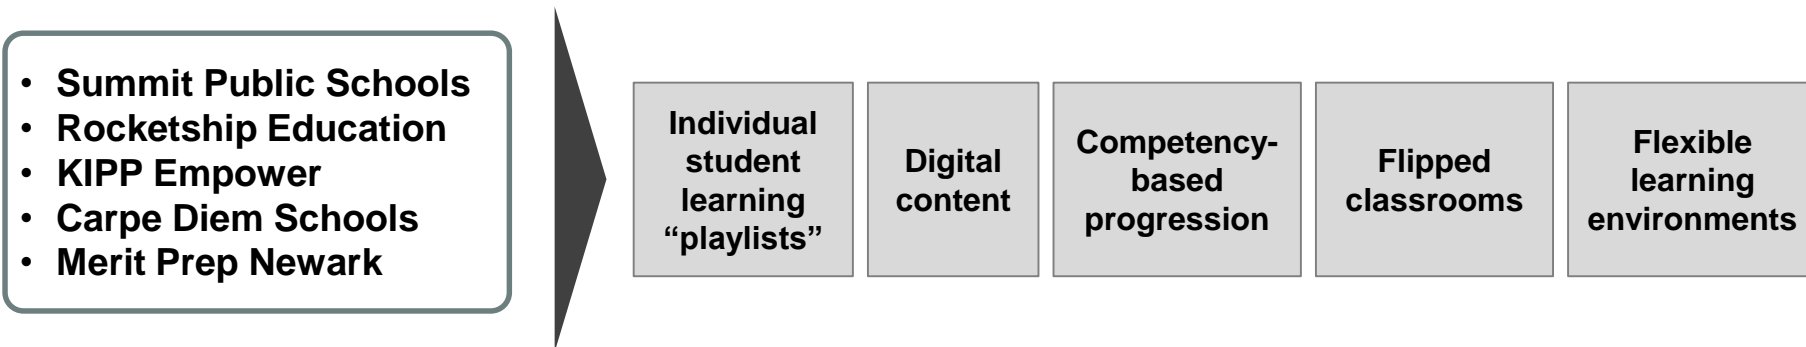 • Summit Public Schools
• Rocketship Education
• KIPP Empower
• Carpe Diem Schools
• Merit Prep Newark
Individual
student
learning
“playlists”
Digital
content
Competency-
based
progression
Flipped
classrooms
Flexible
learning
environments